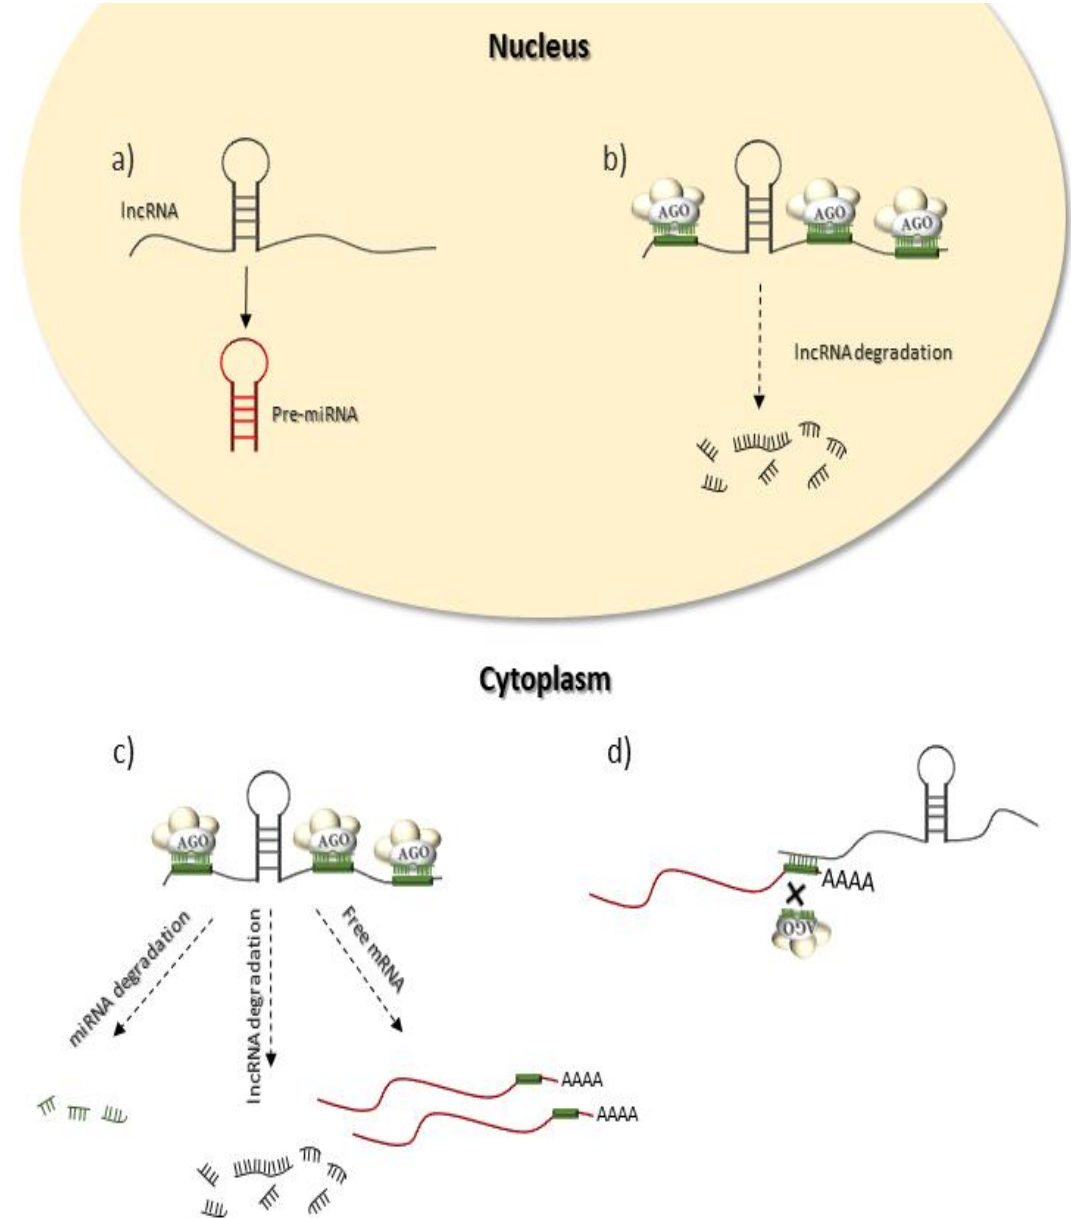 Nucleus
a)
lncRNA
Pre-miRNA
b)
AGO
AGO
AGO
lncRNA degradation
Cytoplasm
c)
AGO
AGO
AGO
miRNA degradation
lncRNA degradation
Free mRNA
AAAA
AAAA
d)
AAAA
AGO